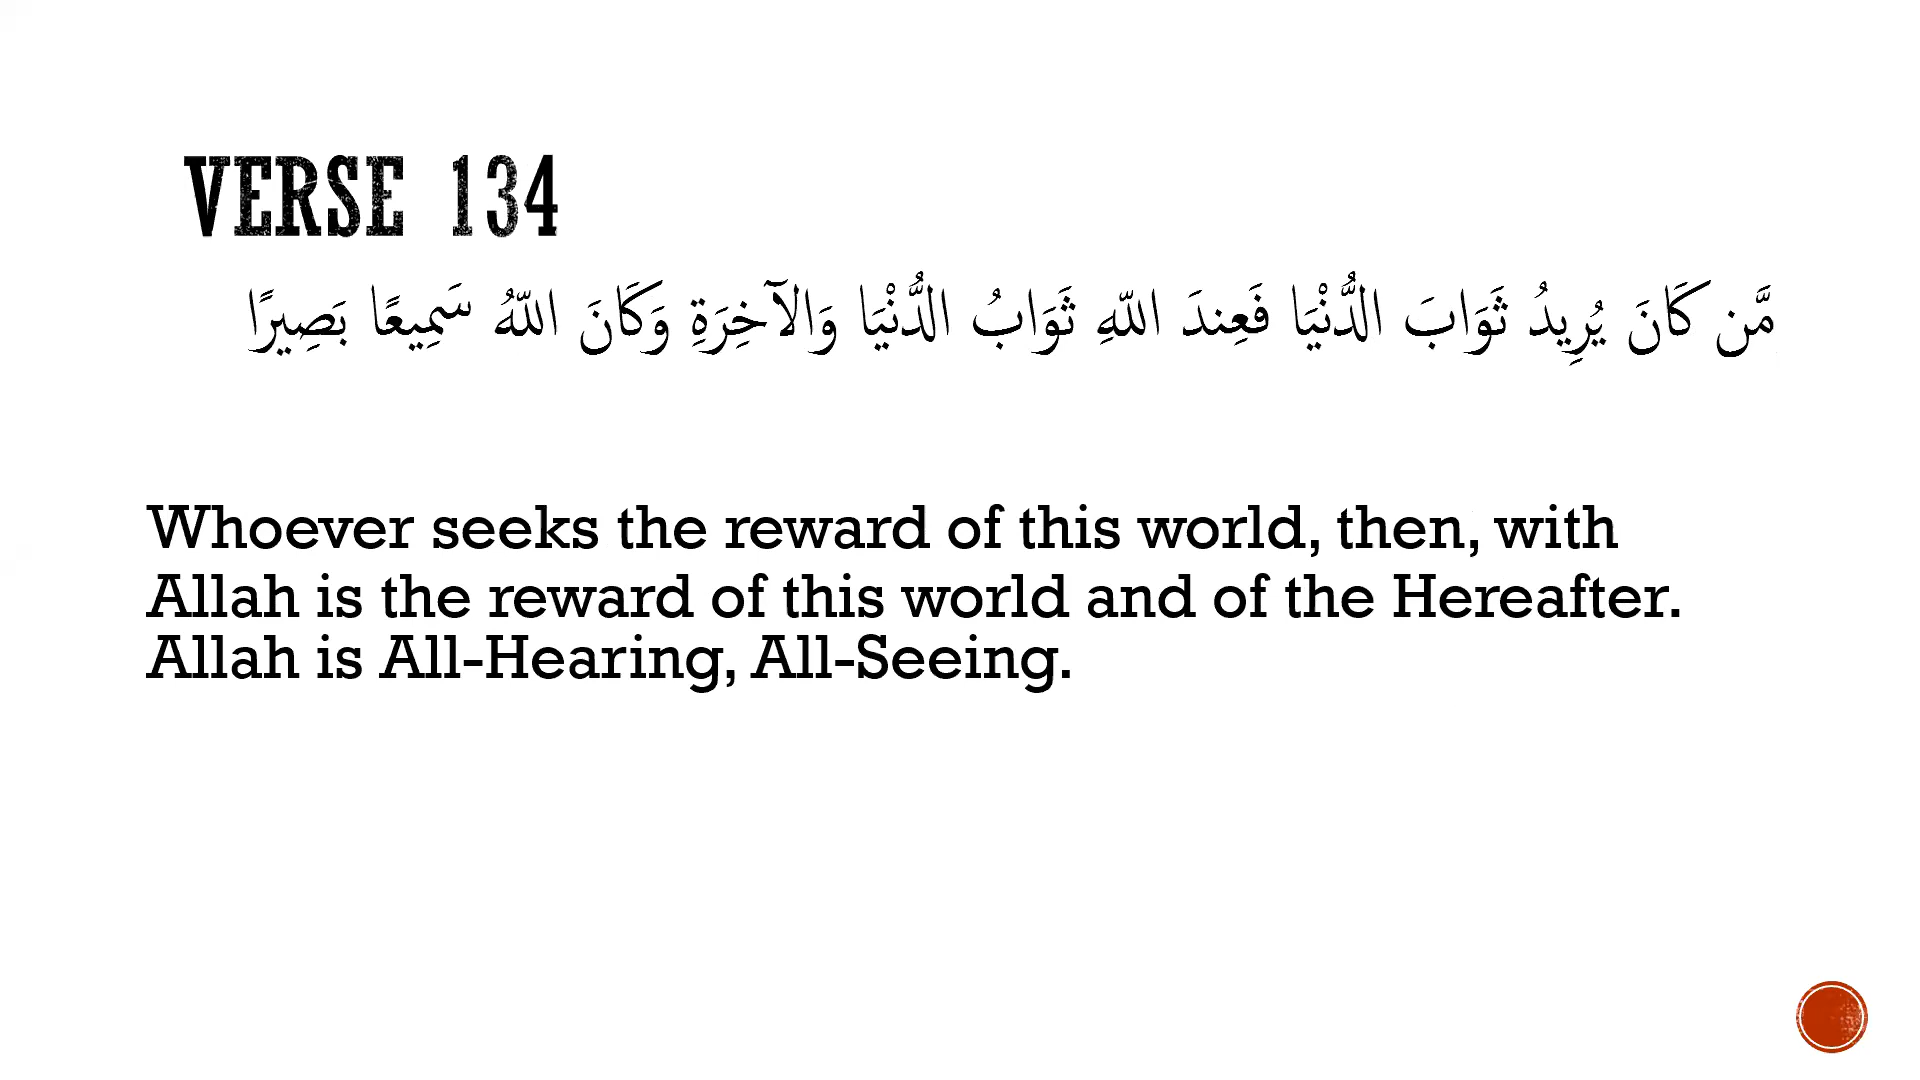 VERSE 134
مَّن كَانَ يُرِيدُ ثَوَابَ الدُّنْيَا فَعِندَ اللَّهِ ثَوَابُ الدُّنْيَا وَالْآخِرَةِ وَكَانَ اللَّهُ سَمِيعًا بَصِيرًا
Whoever seeks the reward of this world, then, with
Allah is the reward of this world and of the Hereafter.
Allah is All-Hearing, All-Seeing.